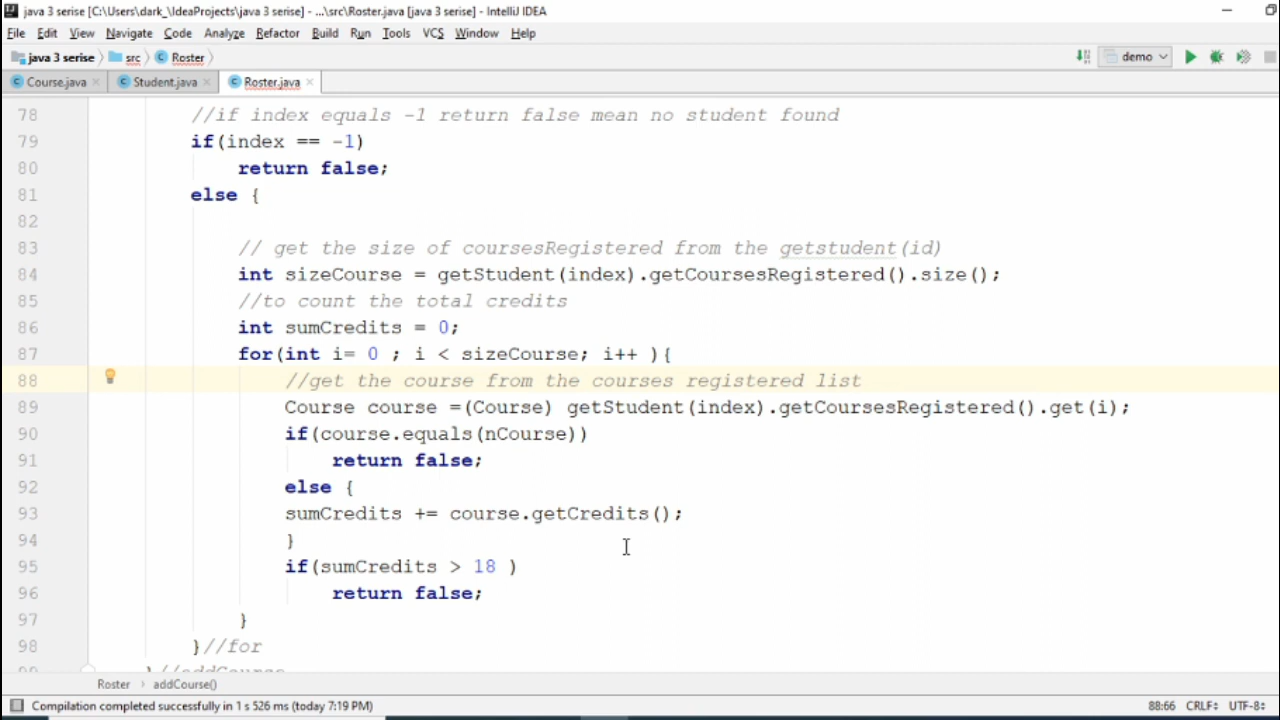 java 3 serise [C:\Users\dark_\IdeaProjects\java 3 serise] - ...\src\Roster.java [java 3 serise] - IntelliJ IDEA
File Edit View Navigate Code Analyze Refactor Build Run Tools VCS Window Help
java 3 serise src Roster demo
Course.java Student.java Roster.java
78 //if index equals -1 return false mean no student found
79 if(index == -1)
80 return false;
81 else {
82
83 // get the size of coursesRegistered from the getstudent(id)
84 int sizeCourse = getStudent(index).getCoursesRegistered().size();
85 //to count the total credits
86 int sumCredits = 0;
87 for(int i= 0 ; i < sizeCourse; i++ ){
88 //get the course from the courses registered list
89 Course course =(Course) getStudent(index).getCoursesRegistered().get(i);
90 if(course.equals(nCourse))
91 return false;
92 else {
93 sumCredits += course.getCredits();
94 }
95 if(sumCredits > 18 )
96 return false;
97 }
98 }//for
99 }//addCourse
Roster addCourse()
Compilation completed successfully in 1 s 526 ms (today 7:19 PM) 88:66 CRLF UTF-8